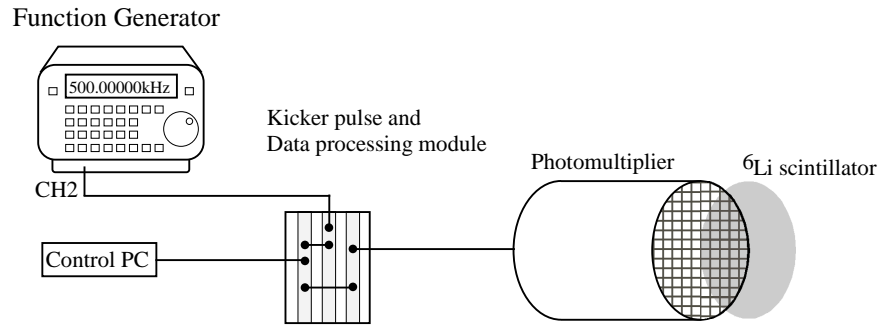 Function Generator
500.00000kHz
Kicker pulse and
Data processing module
Photomultiplier
6Li scintillator
CH2
Control PC